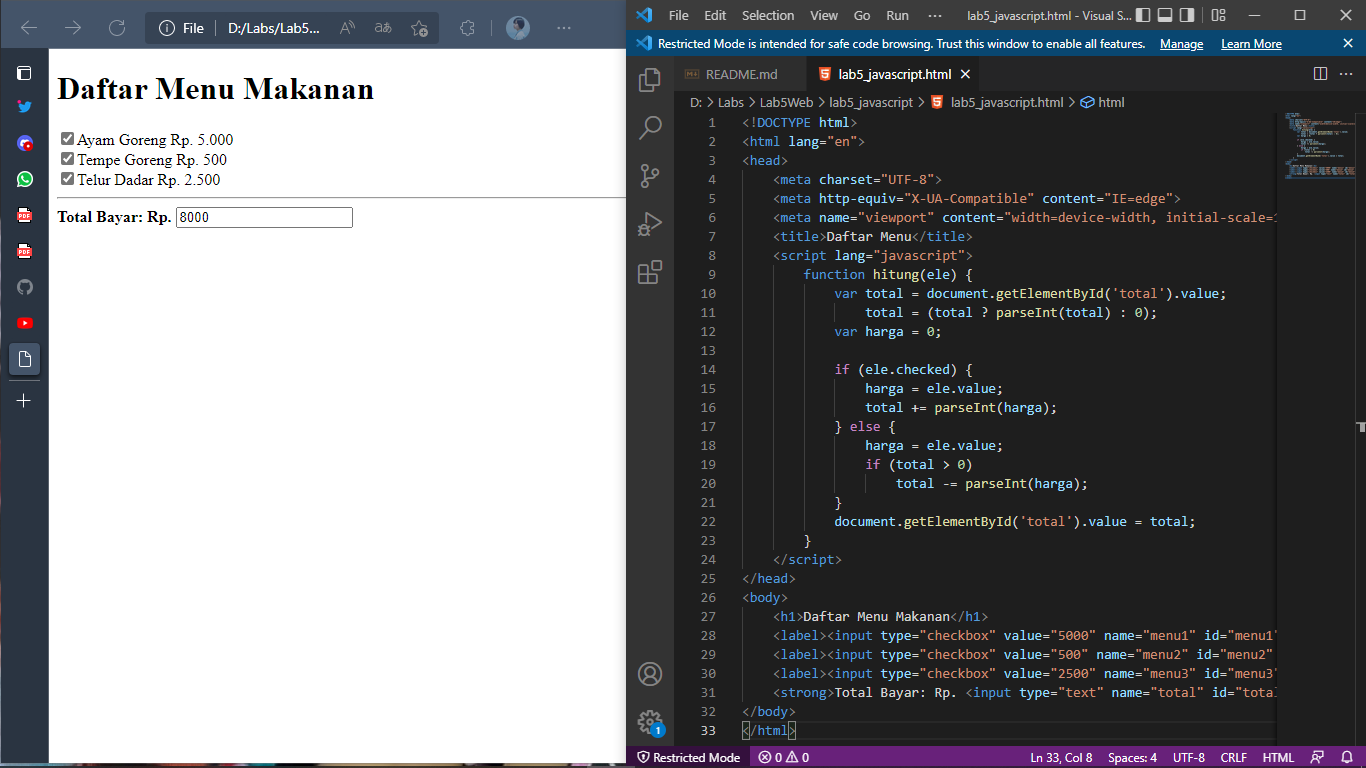 File
D:/Labs/Lab5...
Daftar Menu Makanan
Ayam Goreng Rp. 5.000
Tempe Goreng Rp. 500
Telur Dadar Rp. 2.500
Total Bayar: Rp. 8000
File Edit Selection View Go Run ··· lab5_javascript.html - Visual S...
Restricted Mode is intended for safe code browsing. Trust this window to enable all features. Manage Learn More
README.md lab5_javascript.html
D: > Labs > Lab5Web > lab5_javascript > lab5_javascript.html > html
1 <!DOCTYPE html>
2 <html lang="en">
3 <head>
4 <meta charset="UTF-8">
5 <meta http-equiv="X-UA-Compatible" content="IE=edge">
6 <meta name="viewport" content="width=device-width, initial-scale=1
7 <title>Daftar Menu</title>
8 <script lang="javascript">
9 function hitung(ele) {
10 var total = document.getElementById('total').value;
11 total = (total ? parseInt(total) : 0);
12 var harga = 0;
13
14 if (ele.checked) {
15 harga = ele.value;
16 total += parseInt(harga);
17 } else {
18 harga = ele.value;
19 if (total > 0)
20 total -= parseInt(harga);
21 }
22 document.getElementById('total').value = total;
23 }
24 </script>
25 </head>
26 <body>
27 <h1>Daftar Menu Makanan</h1>
28 <label><input type="checkbox" value="5000" name="menu1" id="menu1"
29 <label><input type="checkbox" value="500" name="menu2" id="menu2"
30 <label><input type="checkbox" value="2500" name="menu3" id="menu3"
31 <strong>Total Bayar: Rp. <input type="text" name="total" id="total
32 </body>
33 </html>
Restricted Mode 0 0 Ln 33, Col 8 Spaces: 4 UTF-8 CRLF HTML